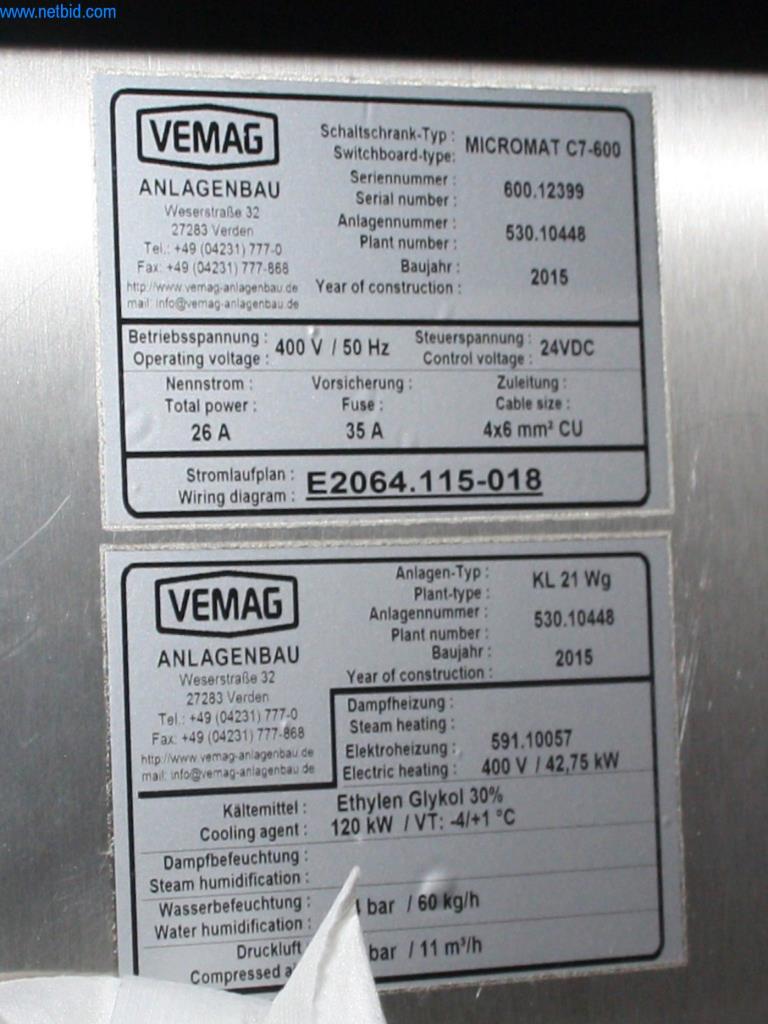 www.netbid.com
VEMAG
ANLAGENBAU
Weserstraße 32
27283 Verden
Tel.: +49 (04231) 777-0
Fax: +49 (04231) 777-868
http://www.vemag-anlagenbau.de
mail: info@vemag-anlagenbau.de
Schaltschrank-Typ :
Switchboard-type: MICROMAT C7-600
Seriennummer :
Serial number : 600.12399
Anlagennummer :
Plant number : 530.10448
Baujahr :
Year of construction : 2015
Betriebsspannung :
Operating voltage : 400 V / 50 Hz
Steuerspannung :
Control voltage : 24VDC
Nennstrom : Vorsicherung : Zuleitung :
Total power : Fuse : Cable size :
26 A 35 A 4x6 mm² CU
Stromlaufplan :
Wiring diagram : E2064.115-018
VEMAG
ANLAGENBAU
Weserstraße 32
27283 Verden
Tel.: +49 (04231) 777-0
Fax: +49 (04231) 777-868
http://www.vemag-anlagenbau.de
mail: info@vemag-anlagenbau.de
Anlagen-Typ :
Plant-type : KL 21 Wg
Anlagennummer :
Plant number : 530.10448
Baujahr :
Year of construction : 2015
Dampfheizung :
Steam heating :
Elektroheizung : 591.10057
Electric heating : 400 V / 42,75 kW
Kältemittel : Ethylen Glykol 30%
Cooling agent : 120 kW / VT: -4/+1 °C
Dampfbefeuchtung :
Steam humidification :
Wasserbefeuchtung :
Water humidification : bar / 60 kg/h
Druckluft
Compressed bar / 11 m³/h